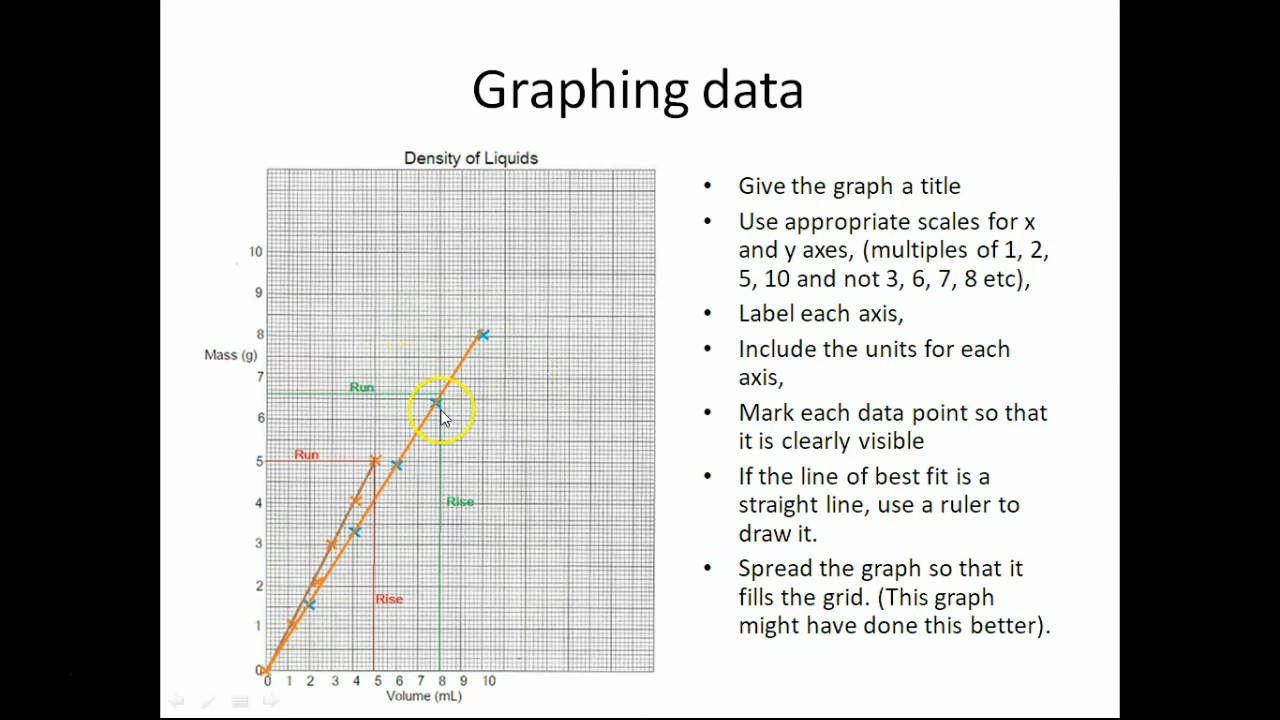 Graphing data
Density of Liquids
10
9
8
Mass (g)
7
Run
6
Run
5
4
Rise
3
2
Rise
1
0
0 1 2 3 4 5 6 7 8 9 10
Volume (mL)
• Give the graph a title
• Use appropriate scales for x
and y axes, (multiples of 1, 2,
5, 10 and not 3, 6, 7, 8 etc),
• Label each axis,
• Include the units for each
axis,
• Mark each data point so that
it is clearly visible
• If the line of best fit is a
straight line, use a ruler to
draw it.
• Spread the graph so that it
fills the grid. (This graph
might have done this better).